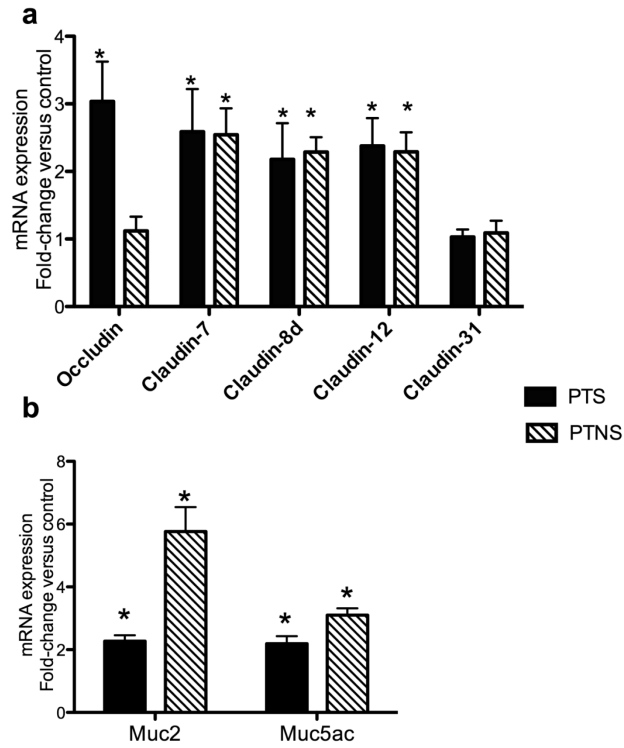 a
mRNA expression
Fold-change versus control
4
3
2
1
0
* * * * * * *
Occludin
Claudin-7
Claudin-8d
Claudin-12
Claudin-31
PTS
PTNS
b
mRNA expression
Fold-change versus control
8
6
4
2
0
* * * *
Muc2
Muc5ac